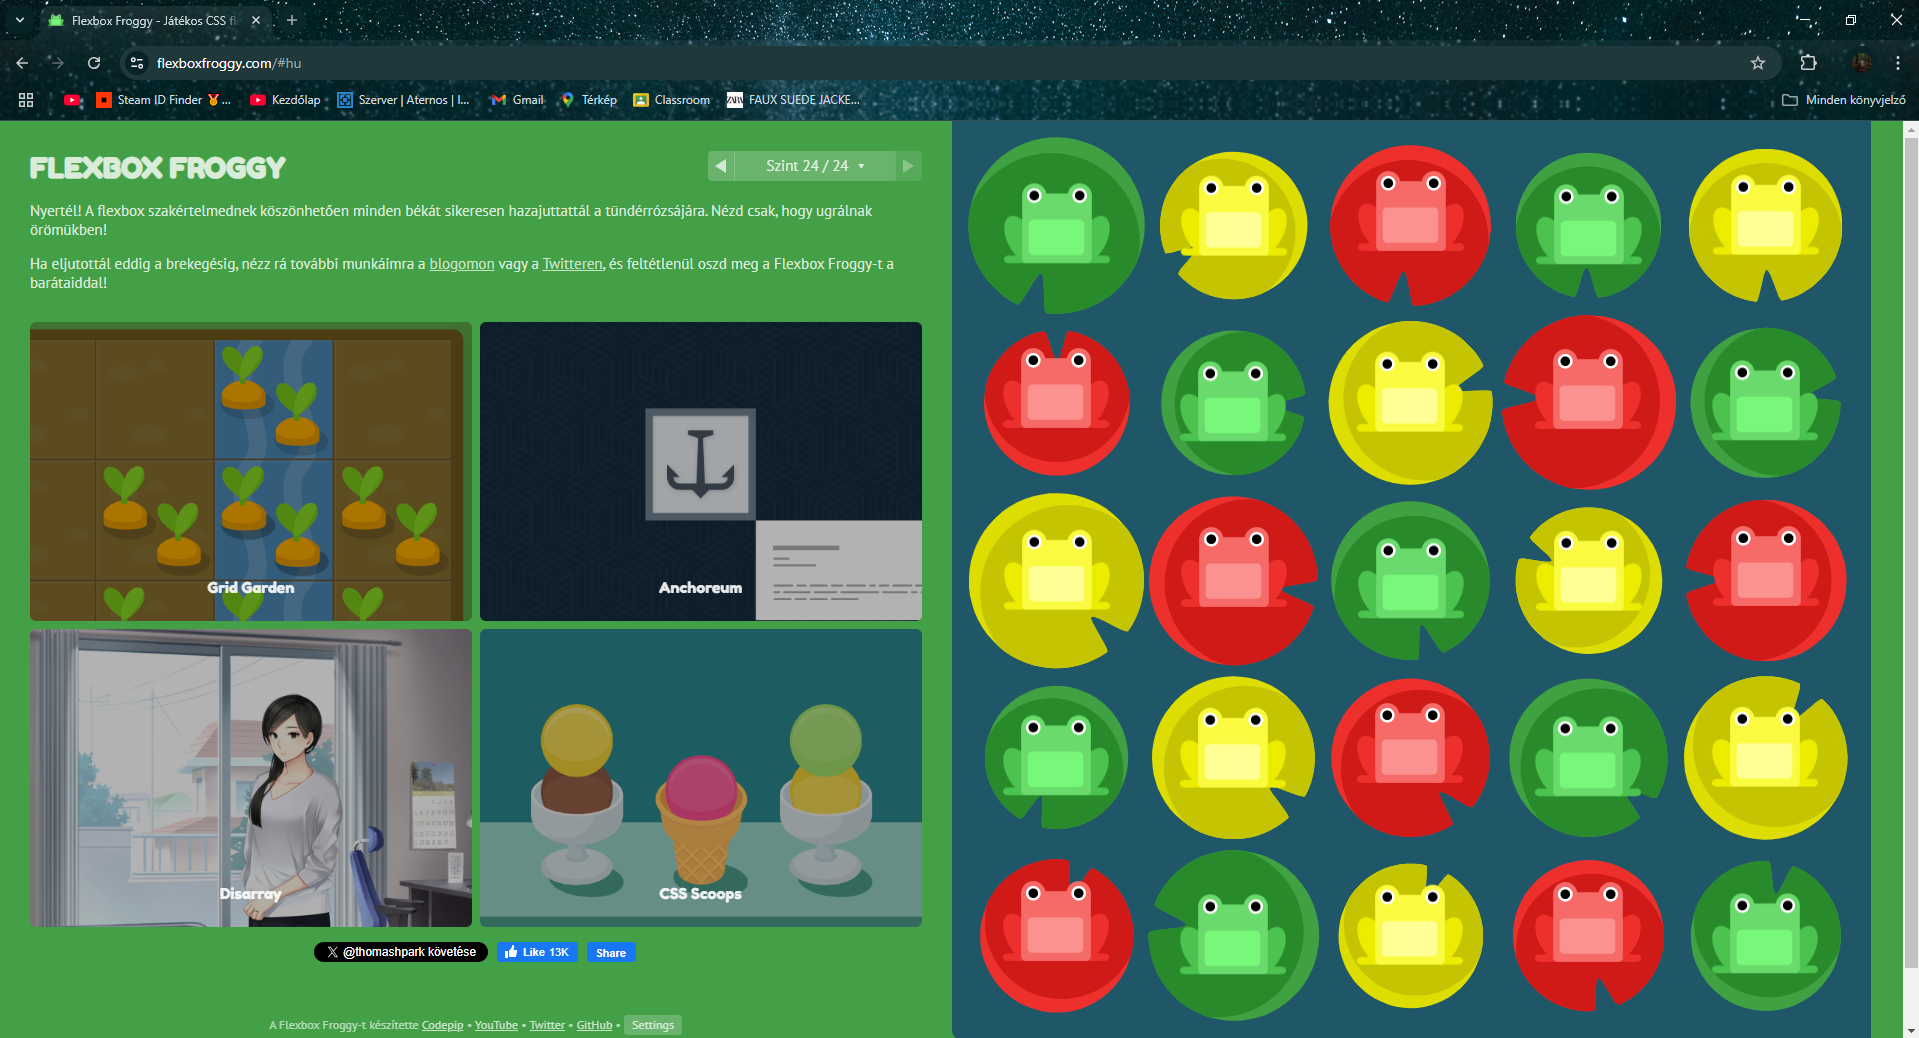 Flexbox Froggy - Játékos CSS fl
flexboxfroggy.com/#hu
Steam ID Finder 🏅...
Kezdőlap
Szerver | Aternos | I...
Gmail
Térkép
Classroom
ZARA
FAUX SUEDE JACKE...
Minden könyvjelző
FLEXBOX FROGGY
Szint 24 / 24
Nyertél! A flexbox szakértelmednek köszönhetően minden békát sikeresen hazajuttattál a tündérrózsájára. Nézd csak, hogy ugrálnak
örömükben!
Ha eljutottál eddig a brekegésig, nézz rá további munkáimra a blogomon vagy a Twitteren, és feltétlenül oszd meg a Flexbox Froggy-t a
barátaiddal!
Grid Garden
Anchoreum
Disarray
CSS Scoops
@thomashpark követése
Like 13K
Share
A Flexbox Froggy-t készítette Codepip • YouTube • Twitter • GitHub • Settings